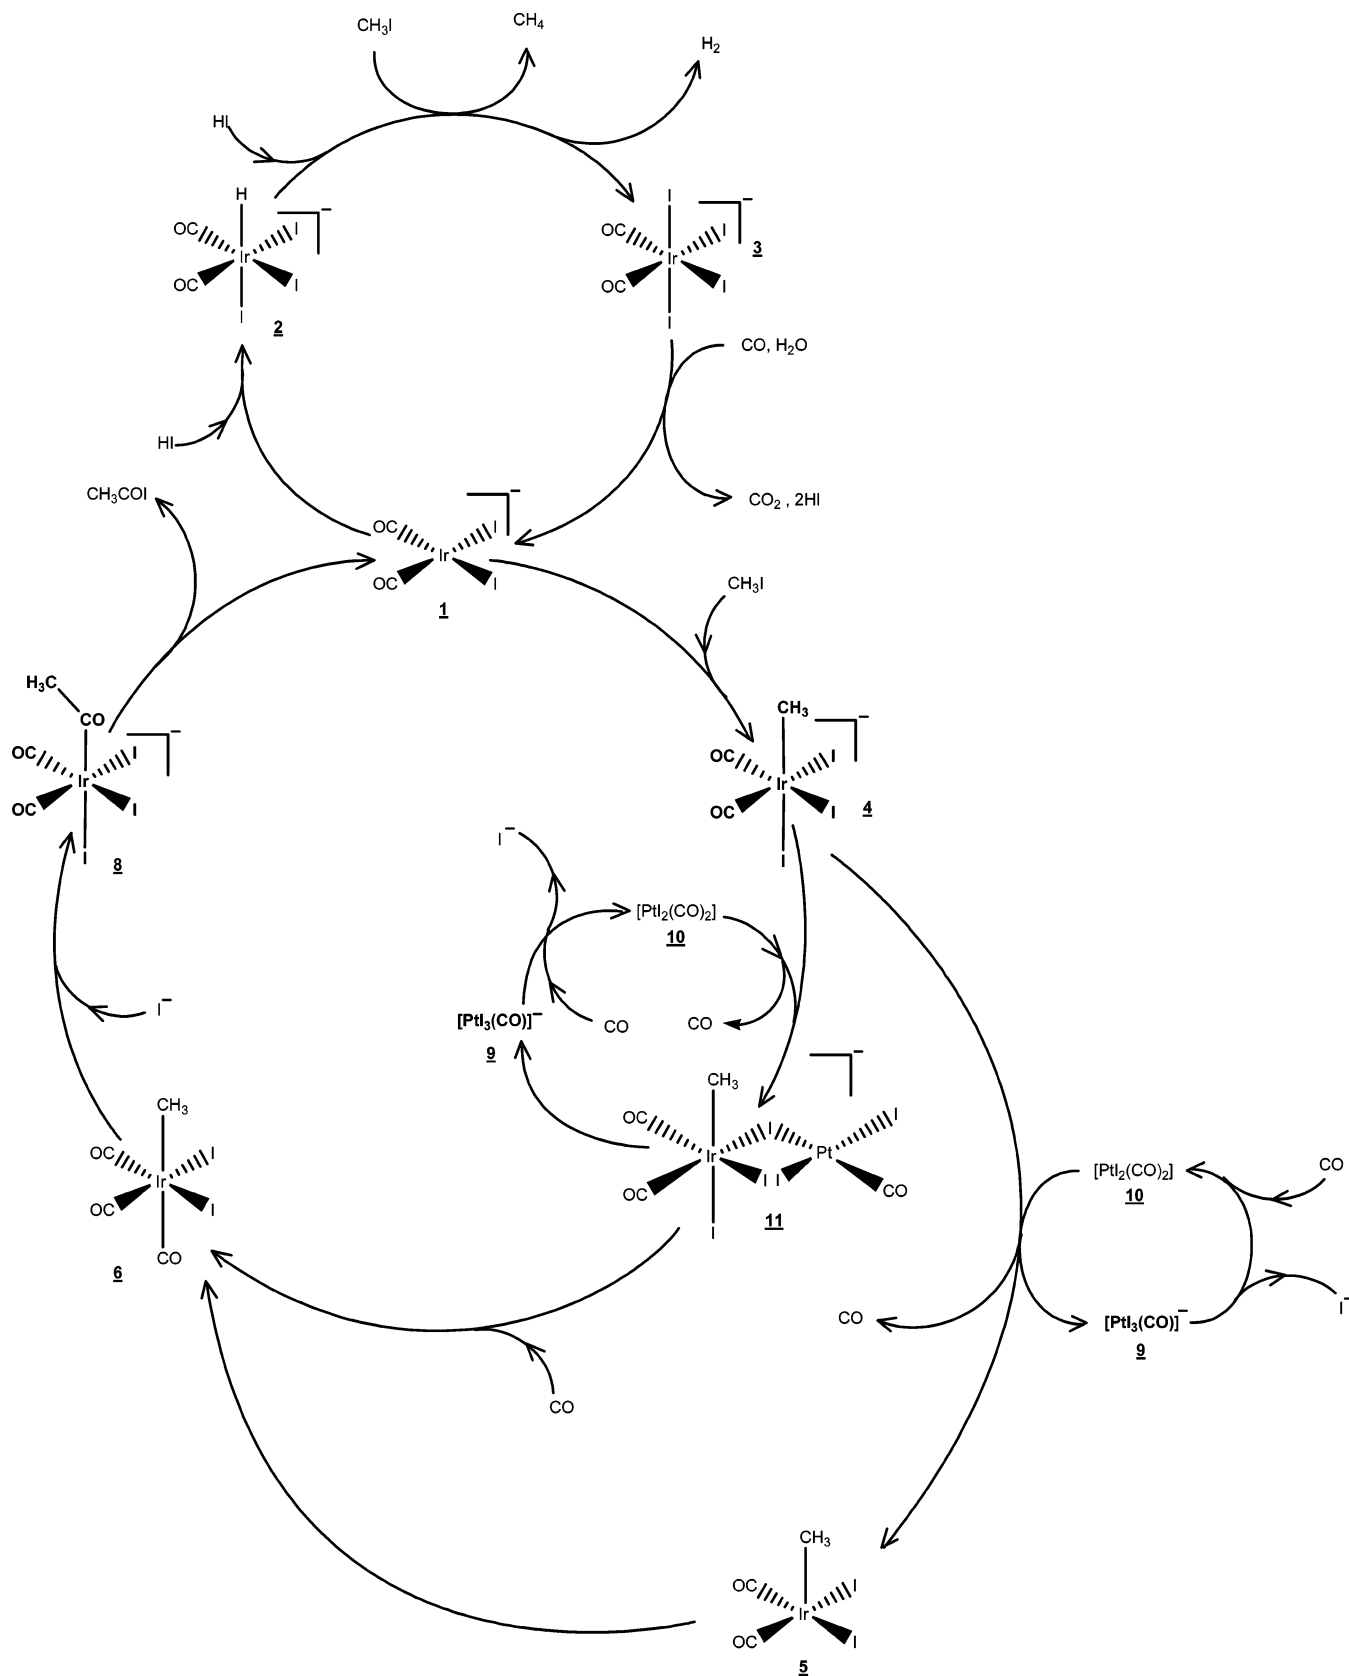 CH3I
CH4
H2
HI
H
OC
I
–
Ir
OC
I
I
2
I
–
OC
I
Ir
3
OC
I
I
CO, H2O
HI
CO2 , 2HI
CH3COI
–
OC
I
Ir
OC
I
1
CH3I
H3C
CO
–
OC
I
Ir
OC
I
I
8
CH3
–
OC
I
Ir
OC
I
4
I
I–
[PtI2(CO)2]
10
I–
[PtI3(CO)]–
9
CO
CO
–
CH3
OC
I
I
Ir
Pt
OC
I
I
CO
I
11
CH3
OC
I
Ir
OC
I
CO
6
[PtI2(CO)2]
10
CO
CO
[PtI3(CO)]–
9
I–
CO
CH3
OC
I
Ir
OC
I
5